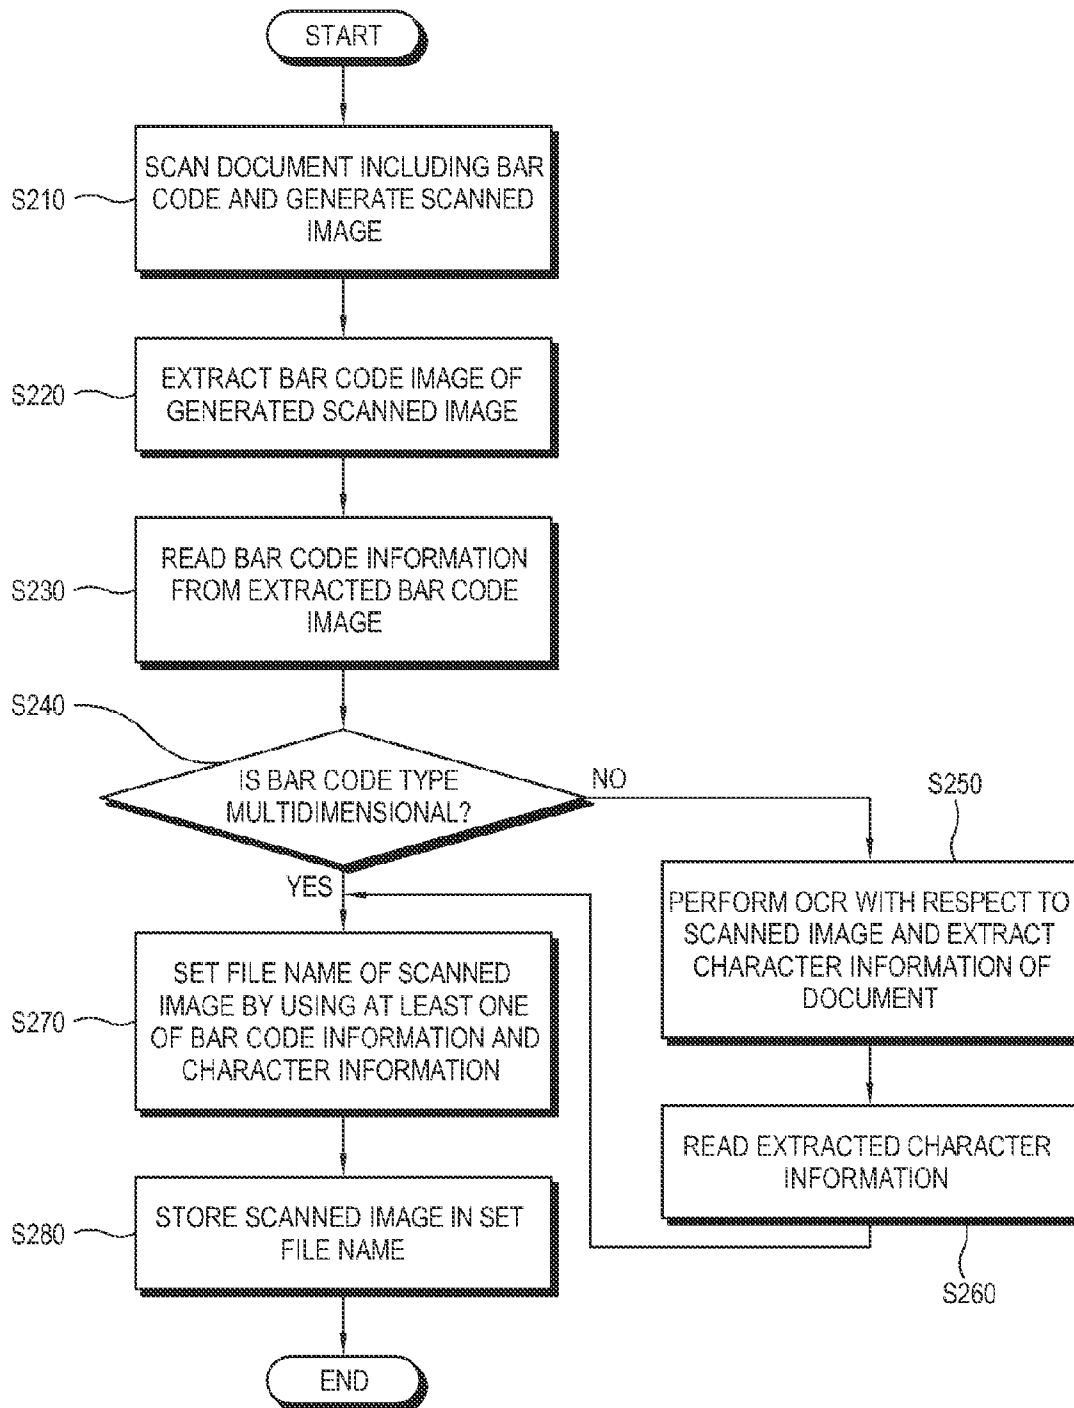 START
S210
SCAN DOCUMENT INCLUDING BAR
CODE AND GENERATE SCANNED
IMAGE
S220
EXTRACT BAR CODE IMAGE OF
GENERATED SCANNED IMAGE
S230
READ BAR CODE INFORMATION
FROM EXTRACTED BAR CODE
IMAGE
S240
IS BAR CODE TYPE
MULTIDIMENSIONAL?
NO
YES
S250
PERFORM OCR WITH RESPECT TO
SCANNED IMAGE AND EXTRACT
CHARACTER INFORMATION OF
DOCUMENT
READ EXTRACTED CHARACTER
INFORMATION
S260
S270
SET FILE NAME OF SCANNED
IMAGE BY USING AT LEAST ONE
OF BAR CODE INFORMATION AND
CHARACTER INFORMATION
S280
STORE SCANNED IMAGE IN SET
FILE NAME
END